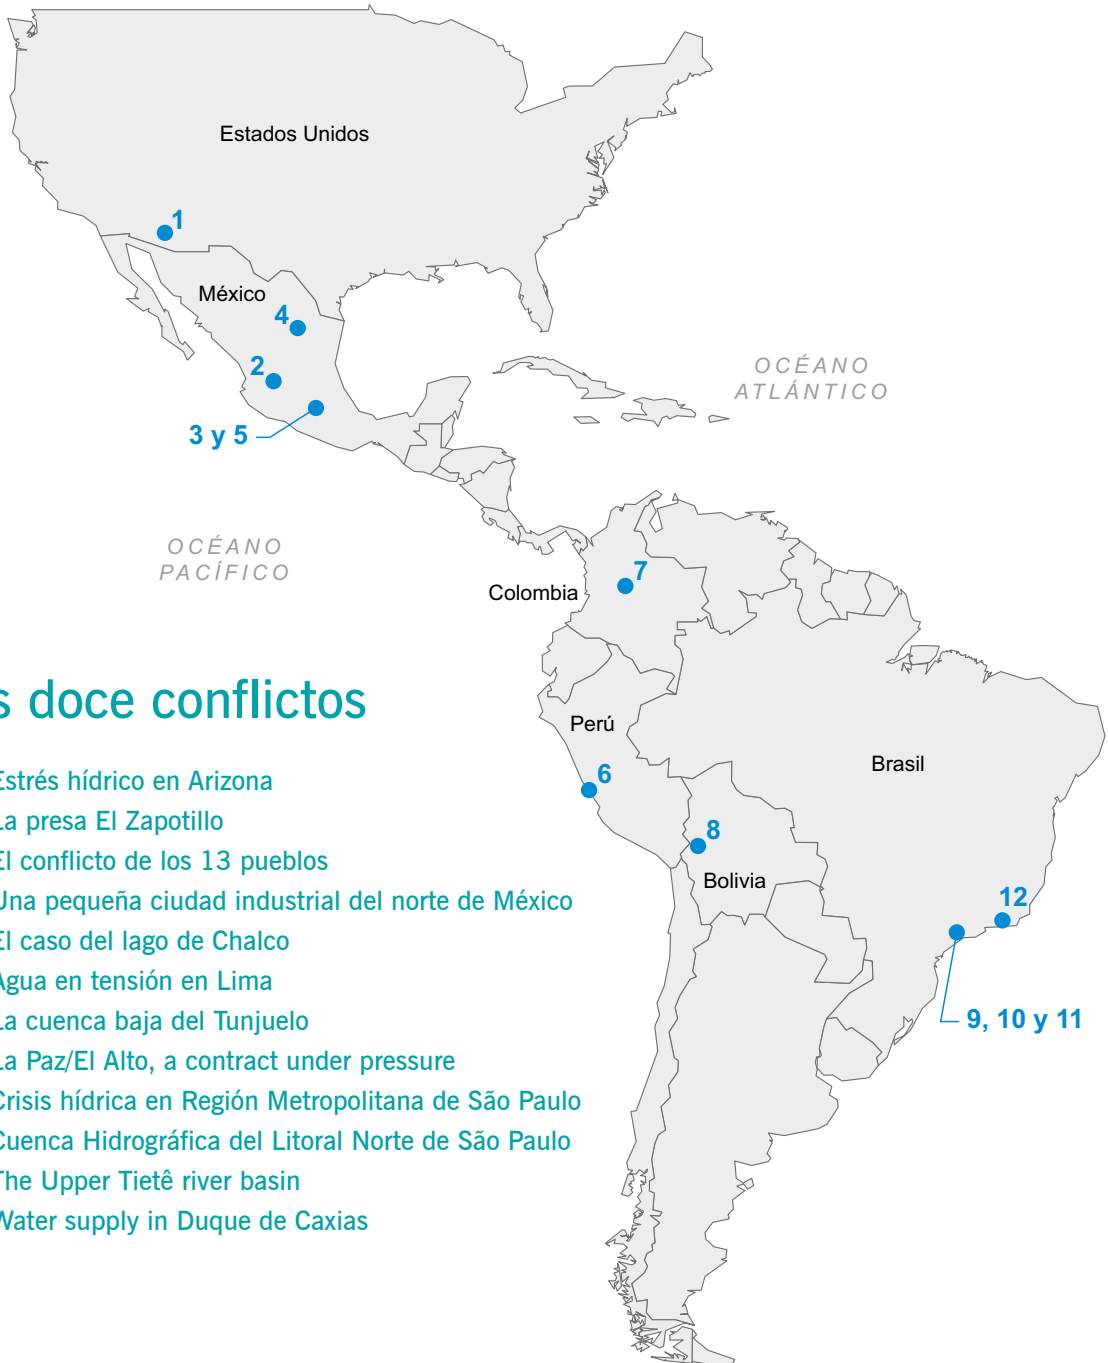 Estados Unidos
1
México
4
2
3 y 5
OCÉANO
ATLÁNTICO
OCÉANO
PACÍFICO
7
Colombia
Perú
6
Brasil
8
Bolivia
12
9, 10 y 11
s doce conflictos
Estrés hídrico en Arizona
La presa El Zapotillo
El conflicto de los 13 pueblos
Una pequeña ciudad industrial del norte de México
El caso del lago de Chalco
Agua en tensión en Lima
La cuenca baja del Tunjuelo
La Paz/El Alto, a contract under pressure
Crisis hídrica en Región Metropolitana de São Paulo
Cuenca Hidrográfica del Litoral Norte de São Paulo
The Upper Tietê river basin
Water supply in Duque de Caxias